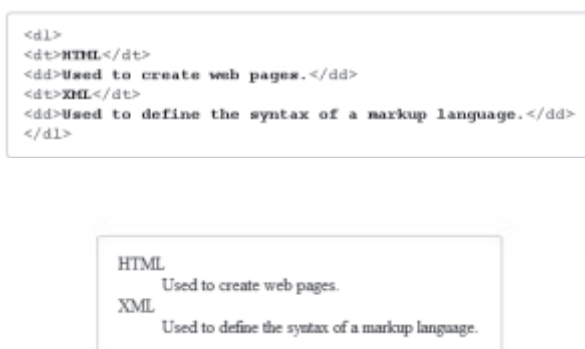 <dl>
<dt>HTML</dt>
<dd>Used to create web pages.</dd>
<dt>XML</dt>
<dd>Used to define the syntax of a markup language.</dd>
</dl>
HTML
Used to create web pages.
XML
Used to define the syntax of a markup language.